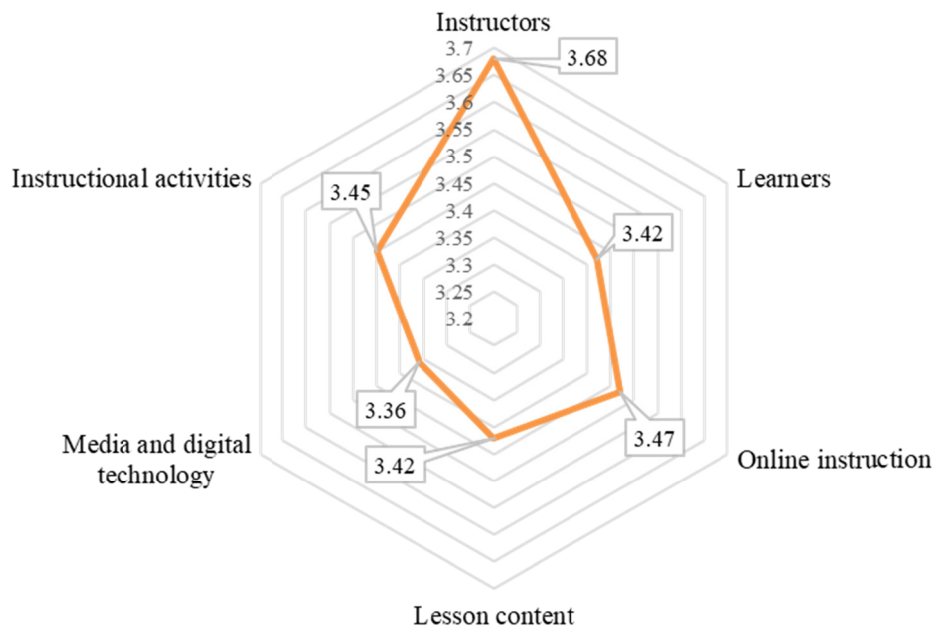 Instructors
3.7
3.68
3.65
3.6
3.55
3.5
Instructional activities
Learners
3.45
3.45
3.4
3.42
3.35
3.3
3.25
3.2
3.36
3.47
Media and digital
technology
3.42
Online instruction
Lesson content